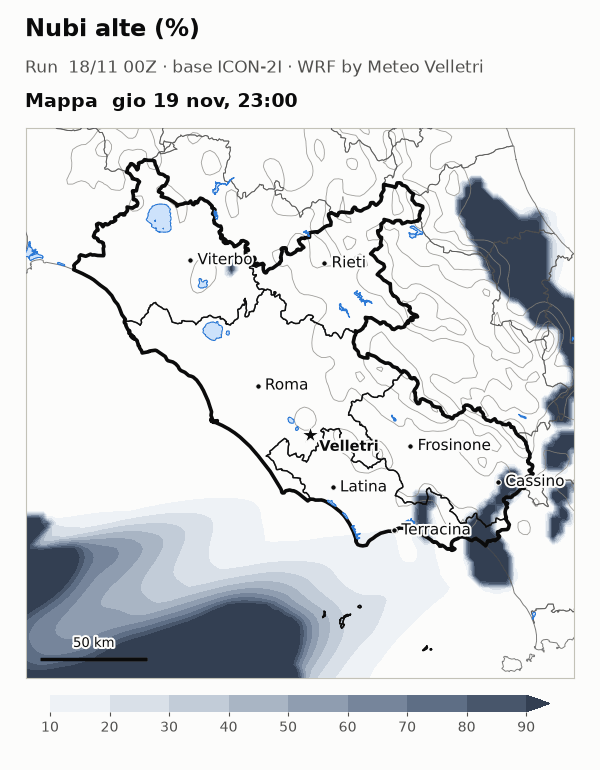 Nubi alte (%)
Run 18/11 00Z · base ICON-2I · WRF by Meteo Velletri
Mappa gio 19 nov, 23:00
Viterbo
Rieti
Roma
Velletri
Frosinone
Cassino
Latina
Terracina
50 km
10 20 30 40 50 60 70 80 90